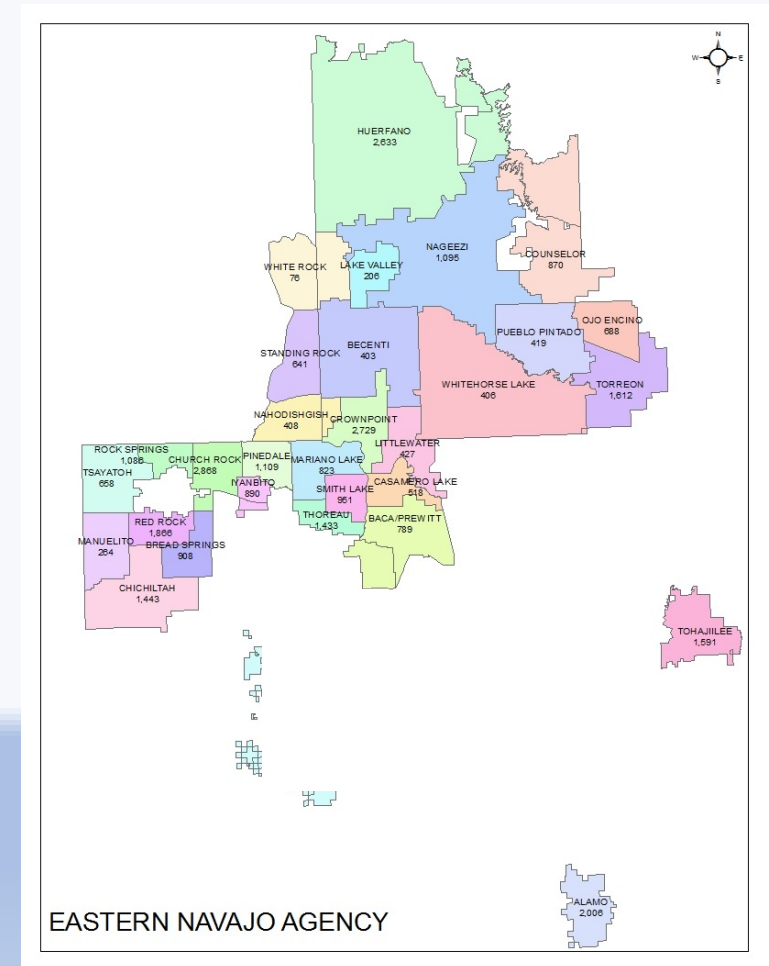 N
W E
S
HUERFANO
2,633
NAGEEZI
1,095
COUNSELOR
870
WHITE ROCK
76
LAKE VALLEY
206
OJO ENCINO
688
PUEBLO PINTADO
419
BECENTI
403
STANDING ROCK
641
WHITEHORSE LAKE
406
TORREON
1,612
NAHODISHGISH
408
CROWNPOINT
2,729
LITTLEWATER
427
ROCK SPRINGS
1,086
CHURCH ROCK
2,868
PINEDALE
1,109
MARIANO LAKE
823
TSAYATOH
658
IYANBITO
890
SMITH LAKE
961
CASAMERO LAKE
518
THOREAU
1,433
BACA/PREWITT
789
RED ROCK
1,866
MANUELITO
264
BREAD SPRINGS
908
CHICHILTAH
1,443
TOHAJIILEE
1,591
ALAMO
2,006
EASTERN NAVAJO AGENCY